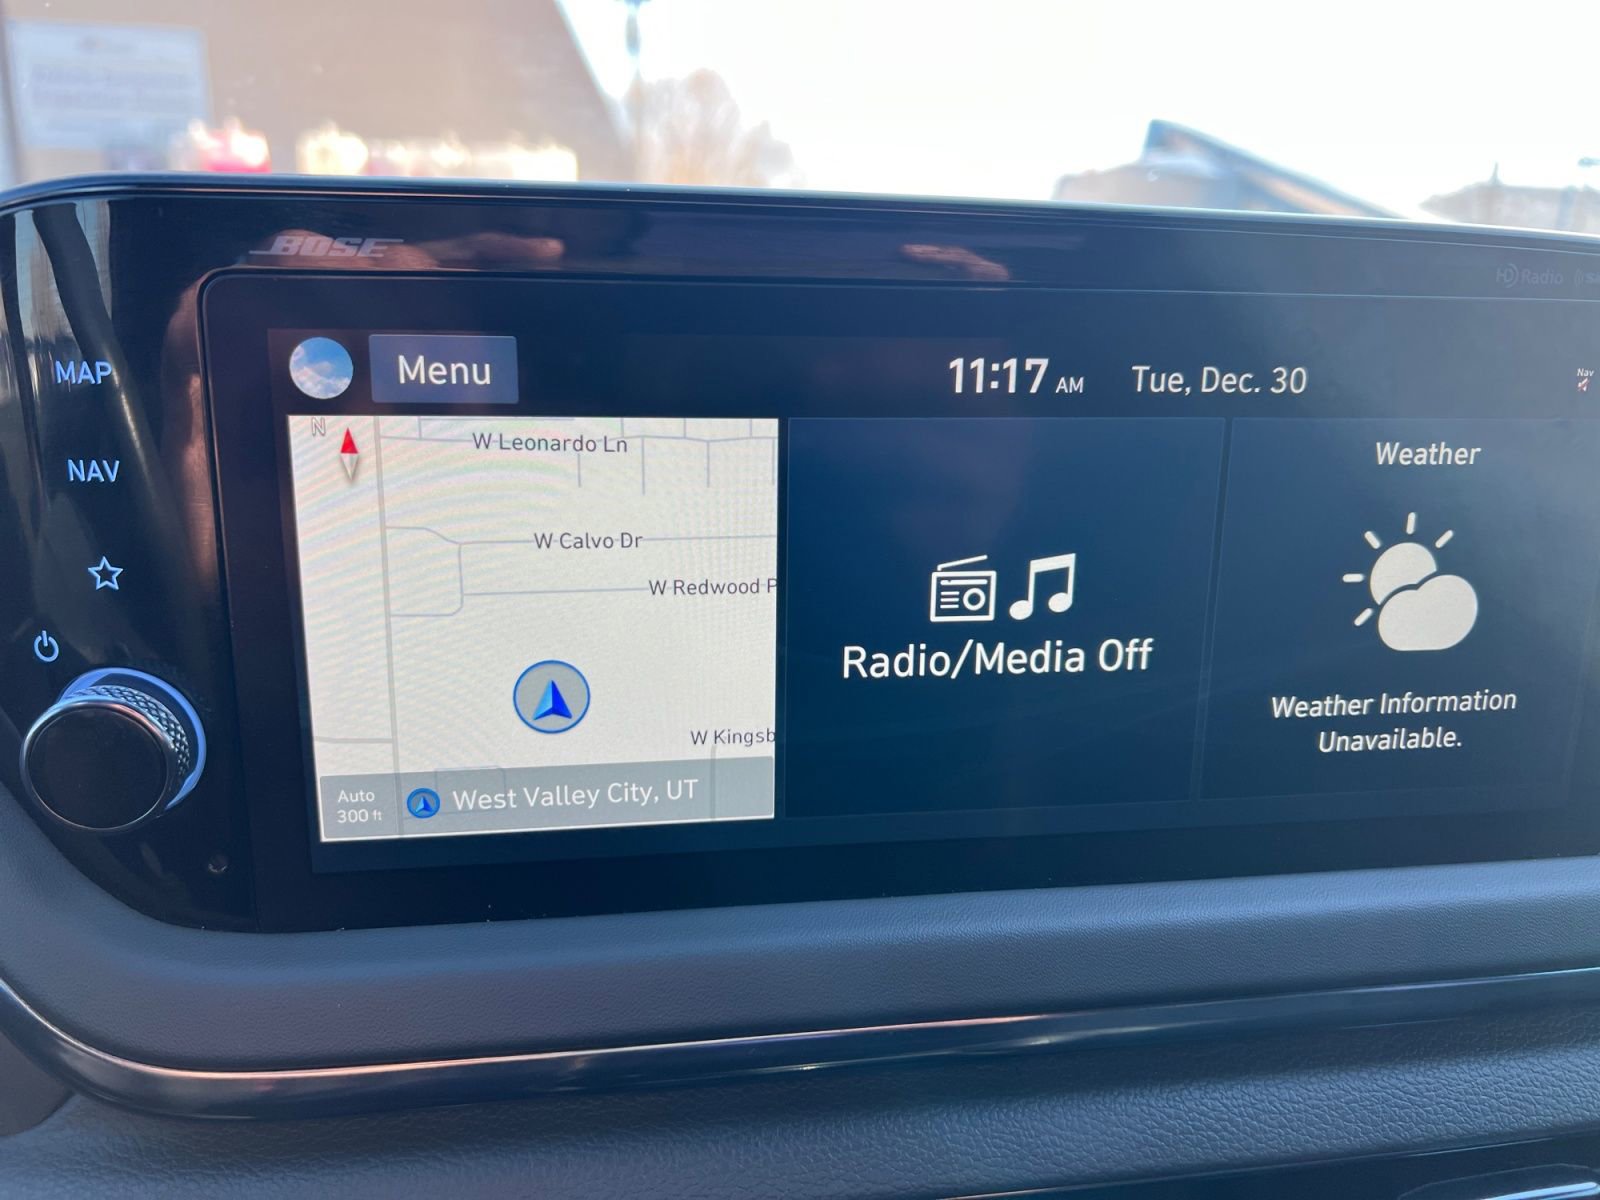 BOSE
HD Radio
MAP
NAV
Menu
11:17 AM
Tue, Dec. 30
Nav
N
W Leonardo Ln
W Calvo Dr
W Redwood P
W Kingsb
Auto
300 ft
West Valley City, UT
Radio/Media Off
Weather
Weather Information
Unavailable.